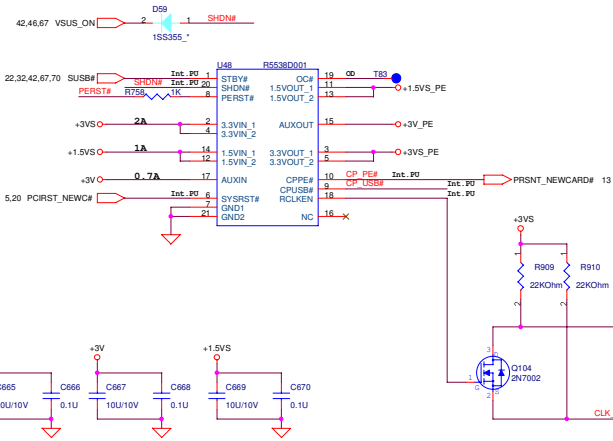 D59
42,46,67 VSUS_ON 2 1 SHDN#
1SS355_*
U48 R5538D001
22,32,42,67,70 SUSB# Int.PU 1 STBY# OC# 19 OD T83
SHDN# Int.PU 20 SHDN# 1.5VOUT_1 11 +1.5VS_PE
PERST# R758 1K 8 PERST# 1.5VOUT_2 13
+3VS 2A 2 3.3VIN_1 AUXOUT 15 +3V_PE
4 3.3VIN_2
+1.5VS 1A 14 1.5VIN_1 3.3VOUT_1 3 +3VS_PE
12 1.5VIN_2 3.3VOUT_2 5
+3V 0.7A 17 AUXIN CPPE# 10 CP_PE# Int.PU PRSNT_NEWCARD# 13
CPUSB# 9 CP_USB# Int.PU
5,20 PCIRST_NEWC# Int.PU 6 SYSRST# RCLKEN 18 Int.PU
7 GND1
21 GND2 NC 16
+3VS
1 1
R909 R910
22KOhm 22KOhm
2 2
+3V +1.5VS
3 D
Q104
1 G 2N7002
2 S
C665 C666 C667 C668 C669 C670
10U/10V 0.1U 10U/10V 0.1U 10U/10V 0.1U
CLK_